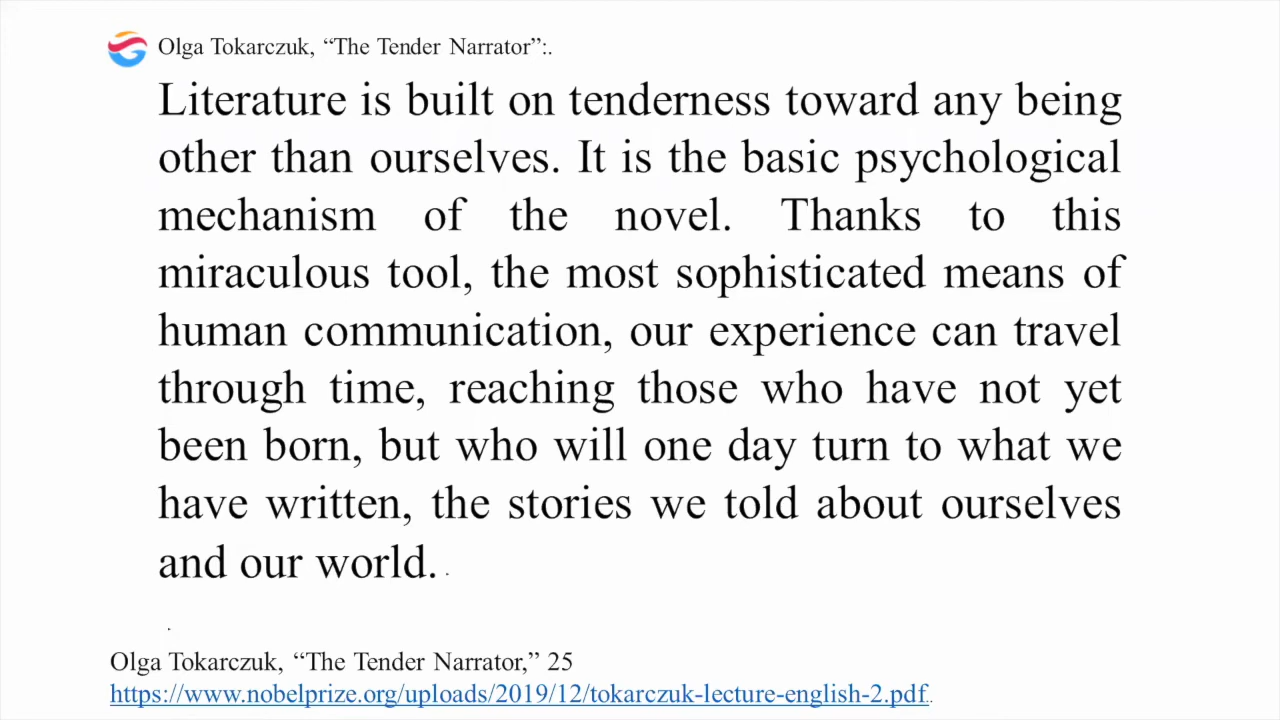 Olga Tokarczuk, “The Tender Narrator”:.
Literature is built on tenderness toward any being
other than ourselves. It is the basic psychological
mechanism of the novel. Thanks to this
miraculous tool, the most sophisticated means of
human communication, our experience can travel
through time, reaching those who have not yet
been born, but who will one day turn to what we
have written, the stories we told about ourselves
and our world. .
.
Olga Tokarczuk, “The Tender Narrator,” 25
https://www.nobelprize.org/uploads/2019/12/tokarczuk-lecture-english-2.pdf..